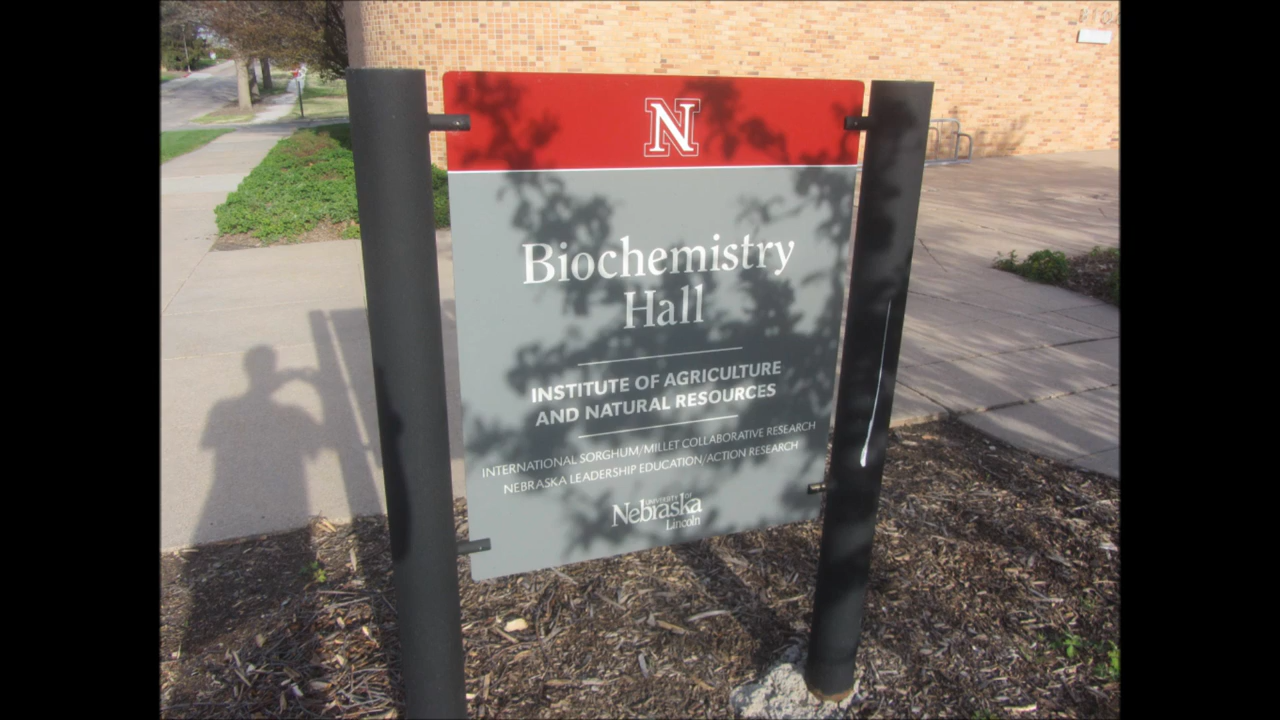 N
Biochemistry
Hall
INSTITUTE OF AGRICULTURE
AND NATURAL RESOURCES
INTERNATIONAL SORGHUM/MILLET COLLABORATIVE RESEARCH
NEBRASKA LEADERSHIP EDUCATION/ACTION RESEARCH
UNIVERSITY OF
Nebraska
Lincoln